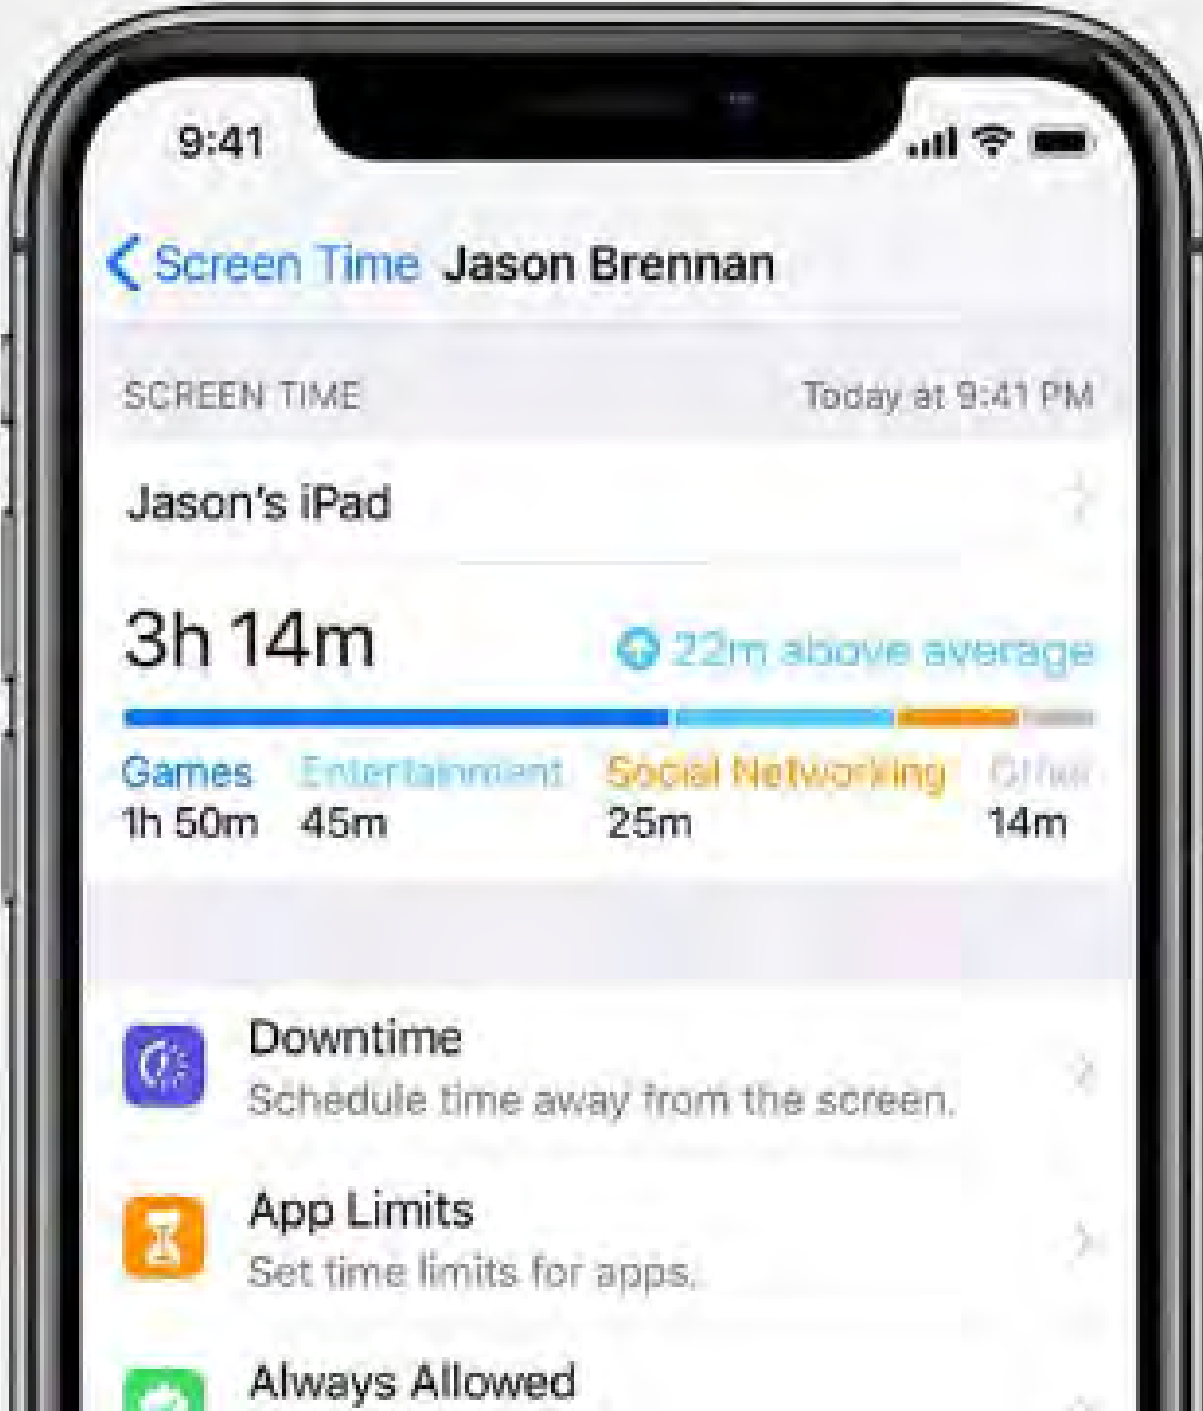 9:41
Screen Time Jason Brennan
SCREEN TIME Today at 9:41 PM
Jason's iPad
3h 14m 22m above average
Games Entertainment Social Networking Other
1h 50m 45m 25m 14m
Downtime
Schedule time away from the screen.
App Limits
Set time limits for apps.
Always Allowed